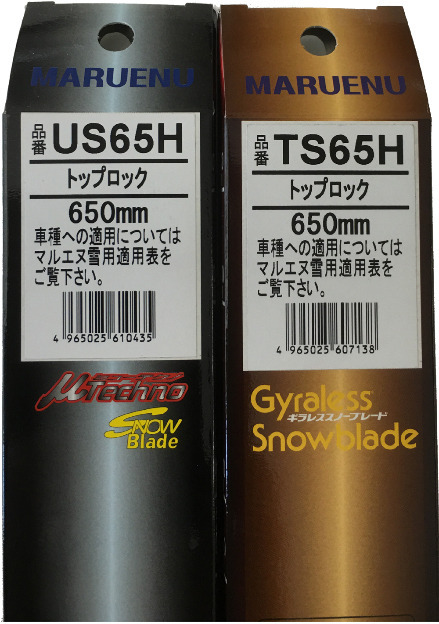 MARUENU
品番 US65H
トップロック
650mm
車種への適用については
マルエヌ雪用適用表を
ご覧下さい。
4 965025 610435
μTechno
Snow
Blade
MARUENU
品番 TS65H
トップロック
650mm
車種への適用については
マルエヌ雪用適用表を
ご覧下さい。
4 965025 607138
Gyraless
ギラレススノーブレード
Snowblade